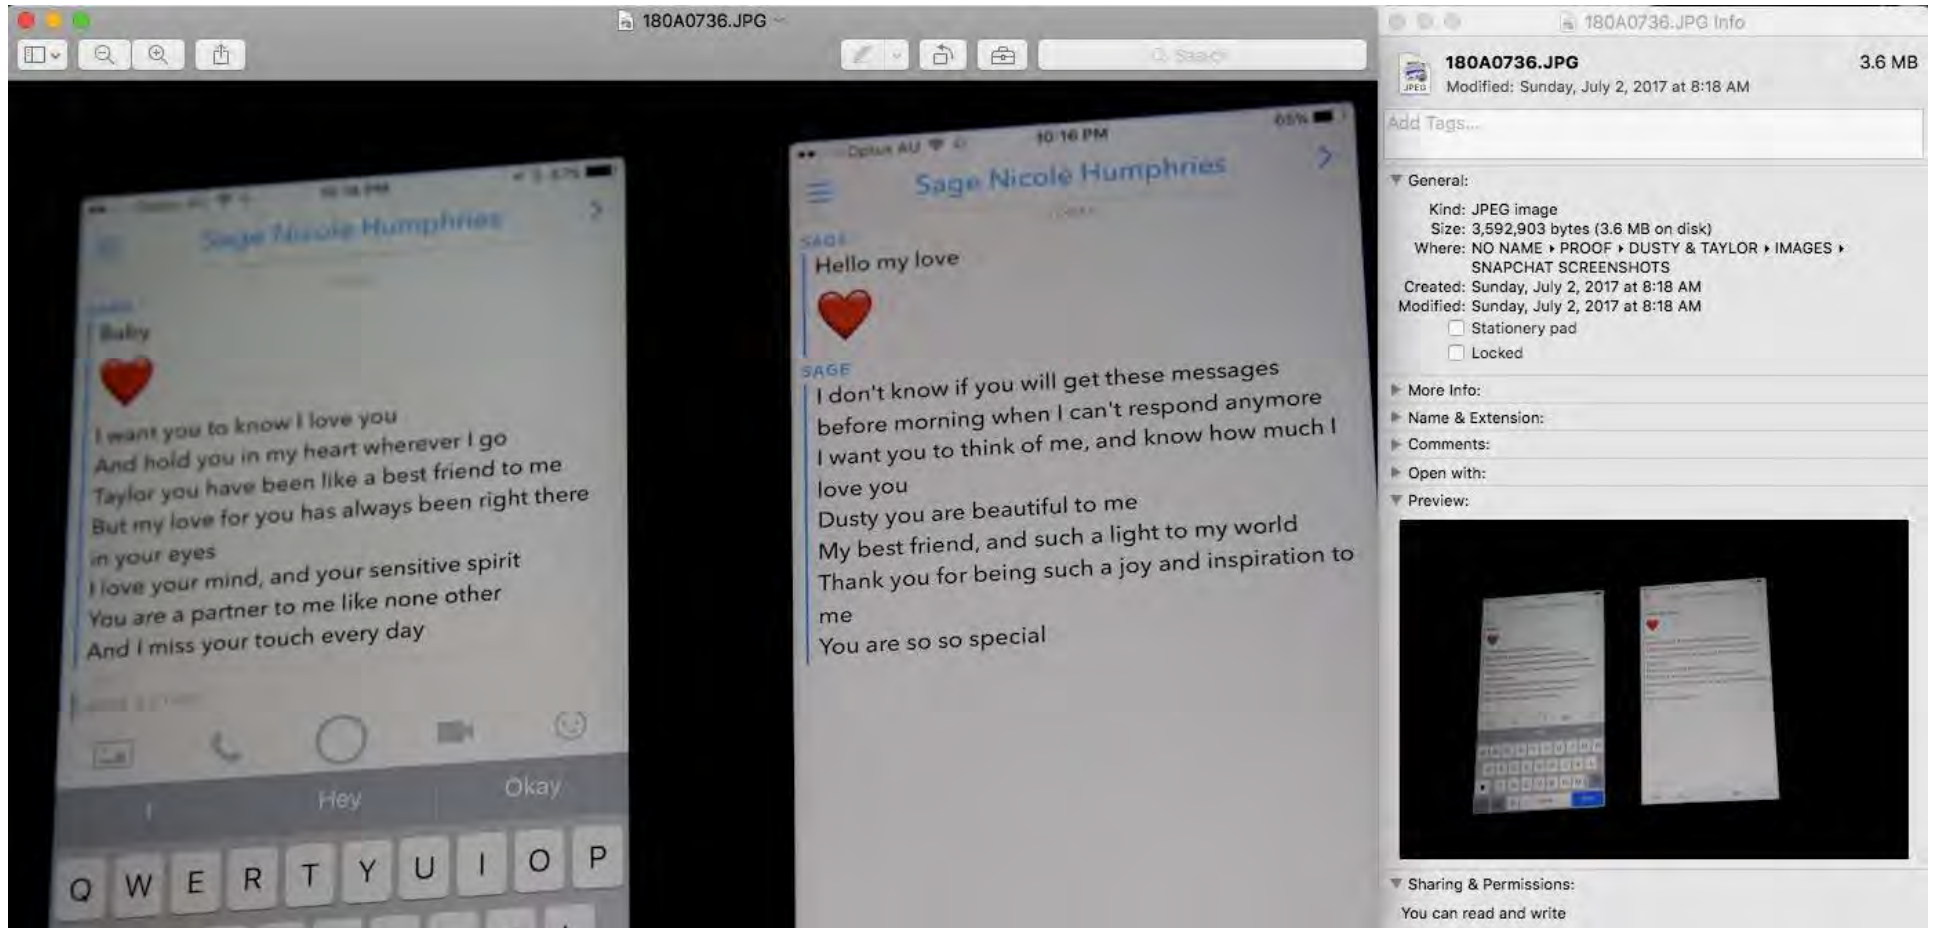 180A0736.JPG
Search
Optus AU 10:16 PM 65%
Sage Nicole Humphries
SAGE
Baby
I want you to know I love you
And hold you in my heart wherever I go
Taylor you have been like a best friend to me
But my love for you has always been right there
in your eyes
I love your mind, and your sensitive spirit
You are a partner to me like none other
And I miss your touch every day
I Hey Okay
Q W E R T Y U I O P
Sage Nicole Humphries
TODAY
SAGE
Hello my love
SAGE
I don't know if you will get these messages
before morning when I can't respond anymore
I want you to think of me, and know how much I
love you
Dusty you are beautiful to me
My best friend, and such a light to my world
Thank you for being such a joy and inspiration to
me
You are so so special
180A0736.JPG Info
JPEG
180A0736.JPG 3.6 MB
Modified: Sunday, July 2, 2017 at 8:18 AM
Add Tags...
General:
Kind: JPEG image
Size: 3,592,903 bytes (3.6 MB on disk)
Where: NO NAME ▸ PROOF ▸ DUSTY & TAYLOR ▸ IMAGES ▸
SNAPCHAT SCREENSHOTS
Created: Sunday, July 2, 2017 at 8:18 AM
Modified: Sunday, July 2, 2017 at 8:18 AM
Stationery pad
Locked
More Info:
Name & Extension:
Comments:
Open with:
Preview:
Sharing & Permissions:
You can read and write